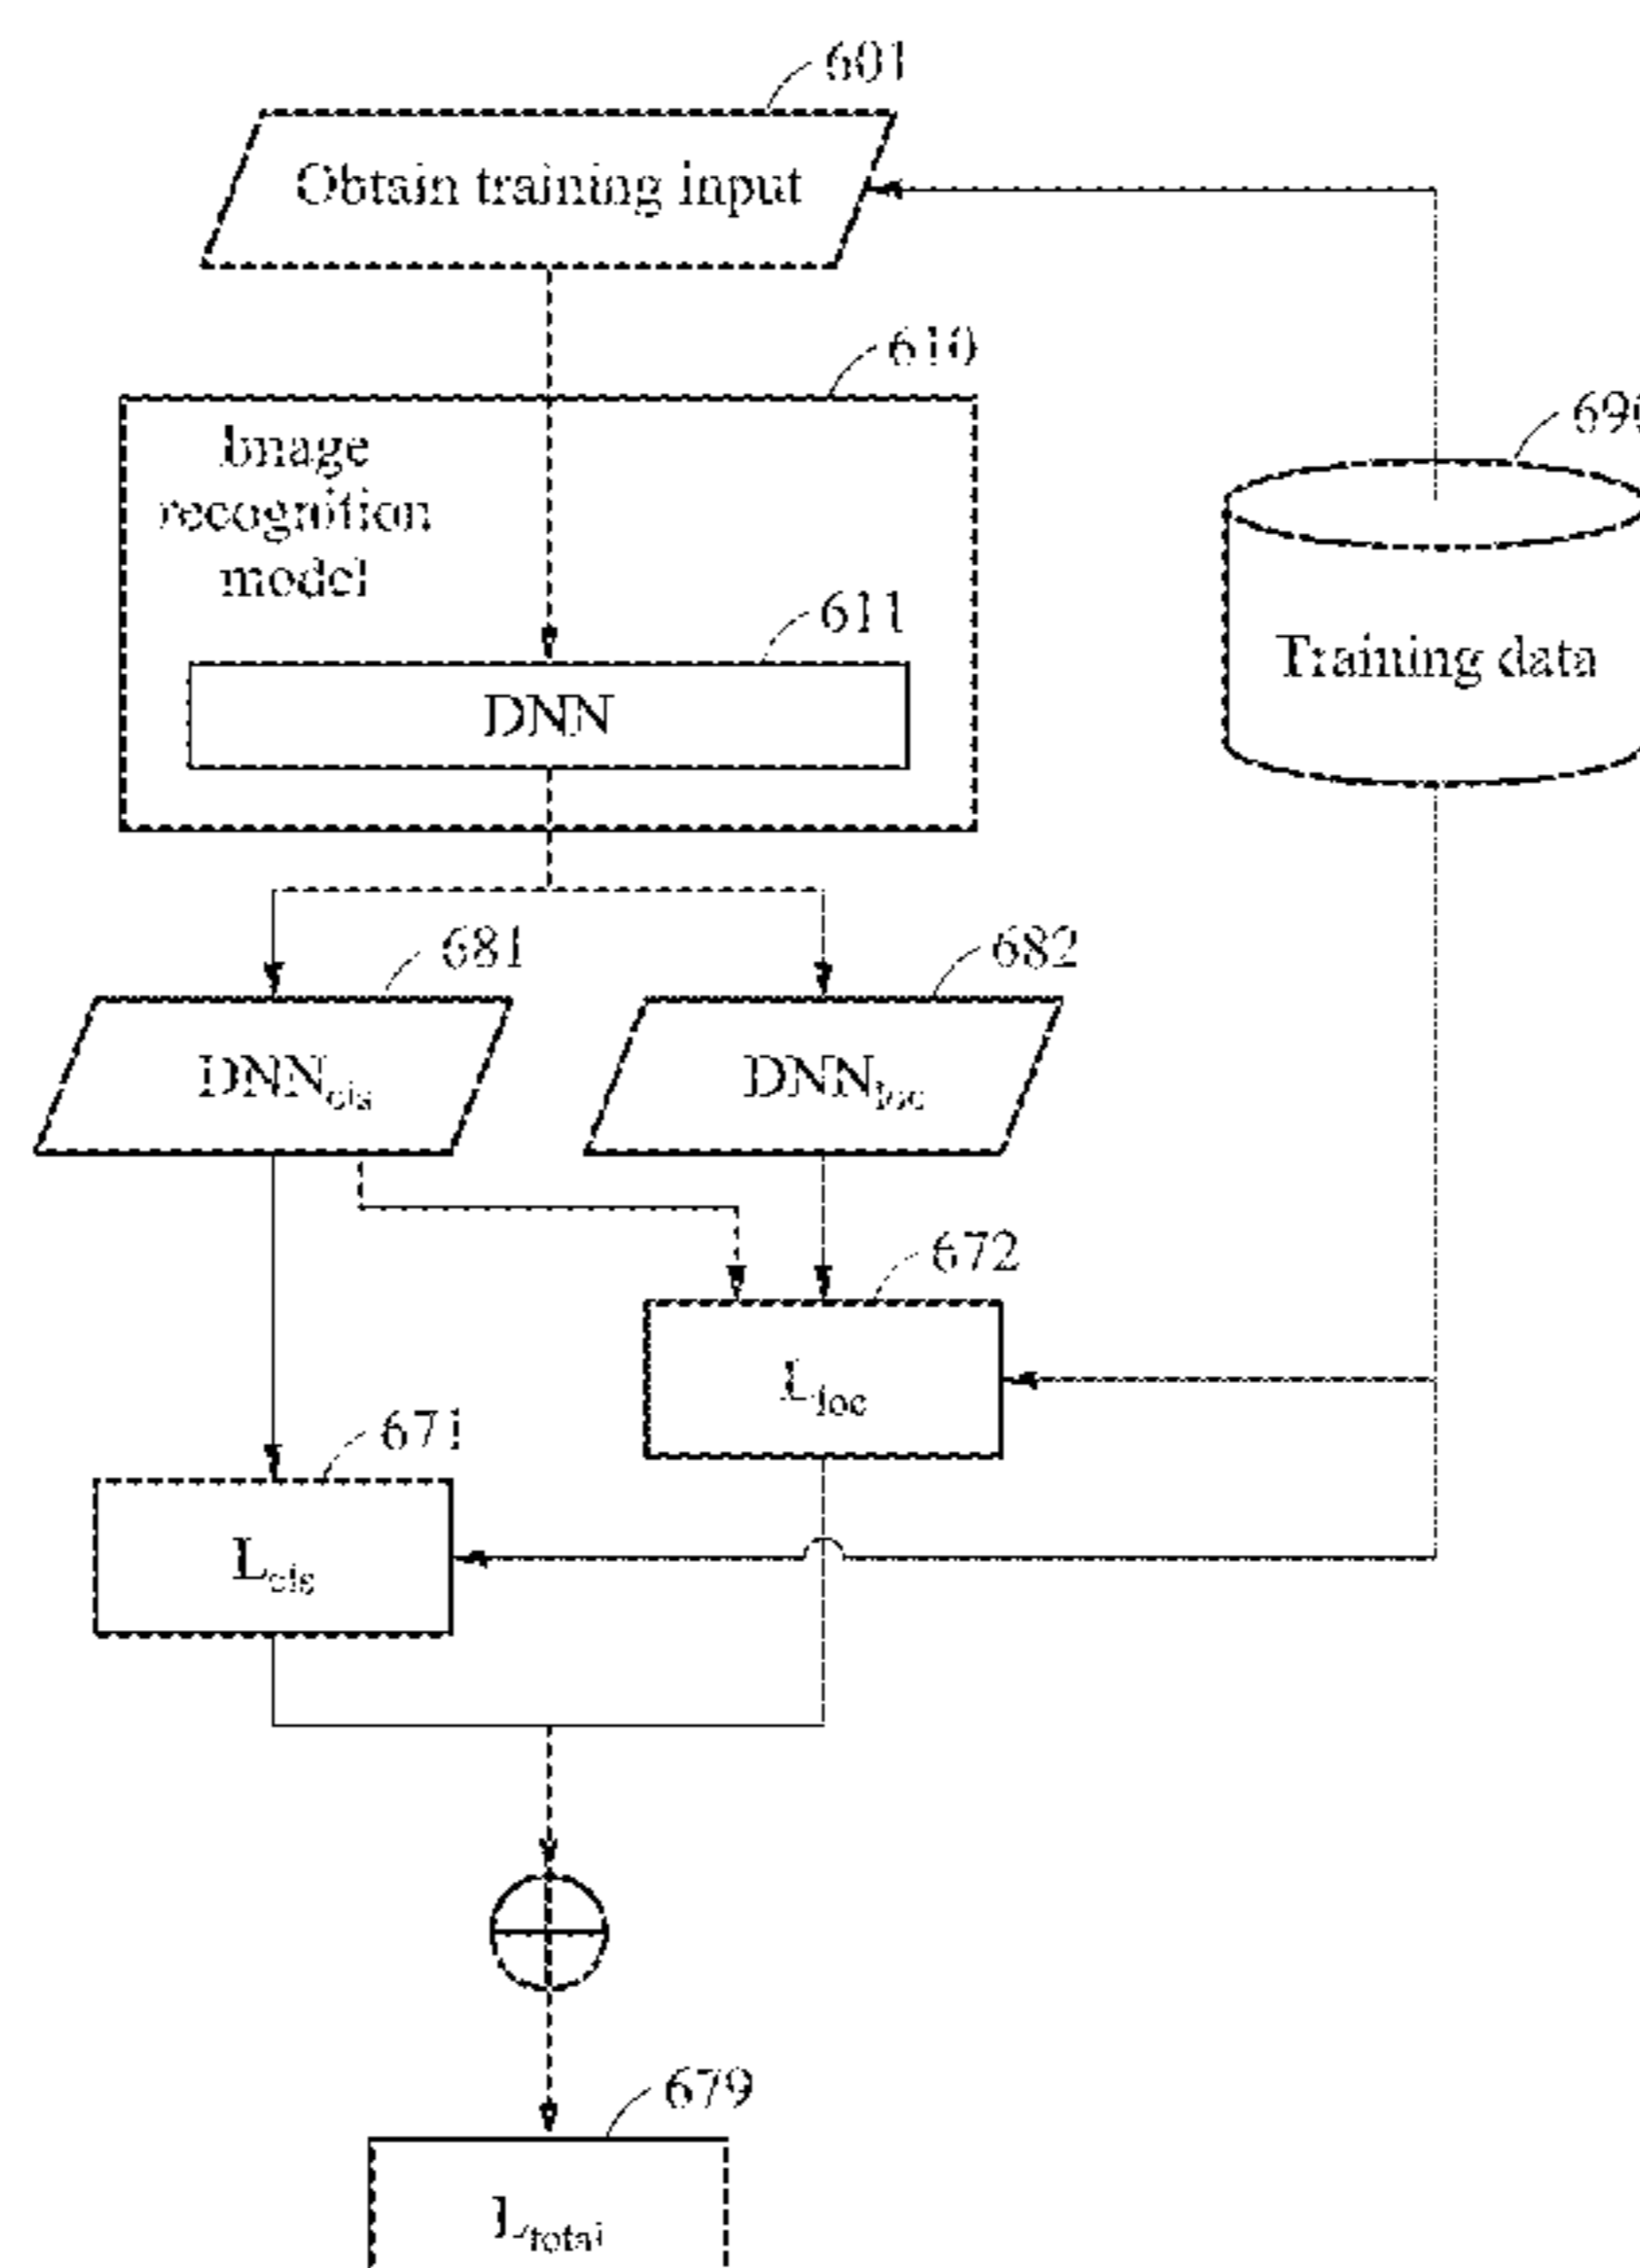 601
Obtain training input
610
Image
recognition
model
690
611
Training data
DNN
681
682
DNN_cls
DNN_loc
672
L_loc
671
L_cls
679
L_total